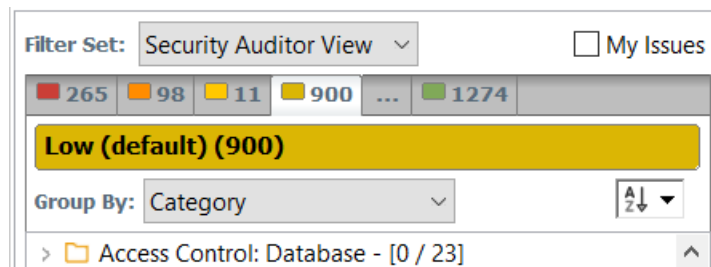 Filter Set: Security Auditor View My Issues
265 98 11 900 ... 1274
Low (default) (900)
Group By: Category
Access Control: Database - [0 / 23]